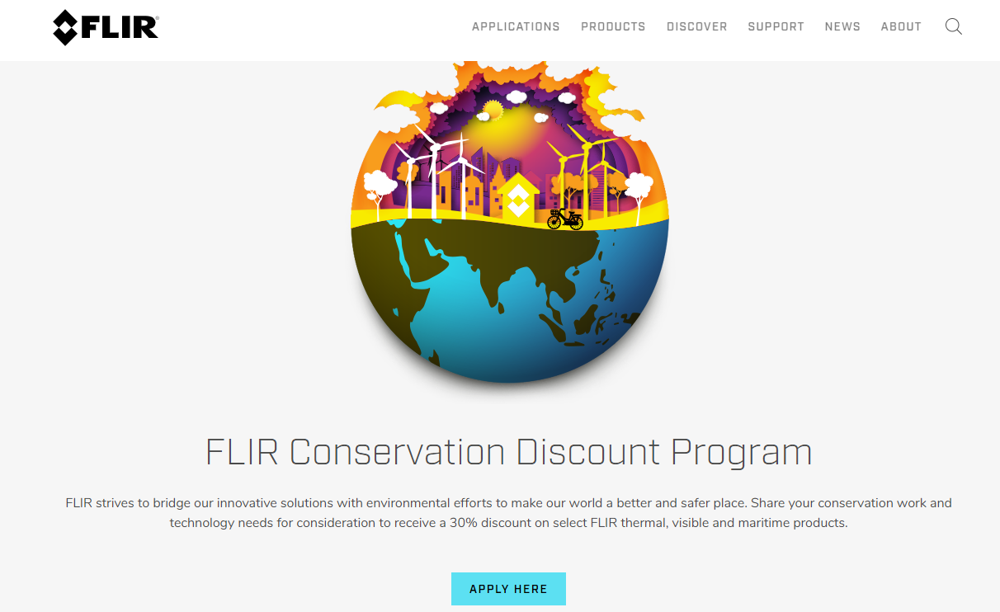 FLIR®
APPLICATIONS PRODUCTS DISCOVER SUPPORT NEWS ABOUT
FLIR Conservation Discount Program
FLIR strives to bridge our innovative solutions with environmental efforts to make our world a better and safer place. Share your conservation work and
technology needs for consideration to receive a 30% discount on select FLIR thermal, visible and maritime products.
APPLY HERE